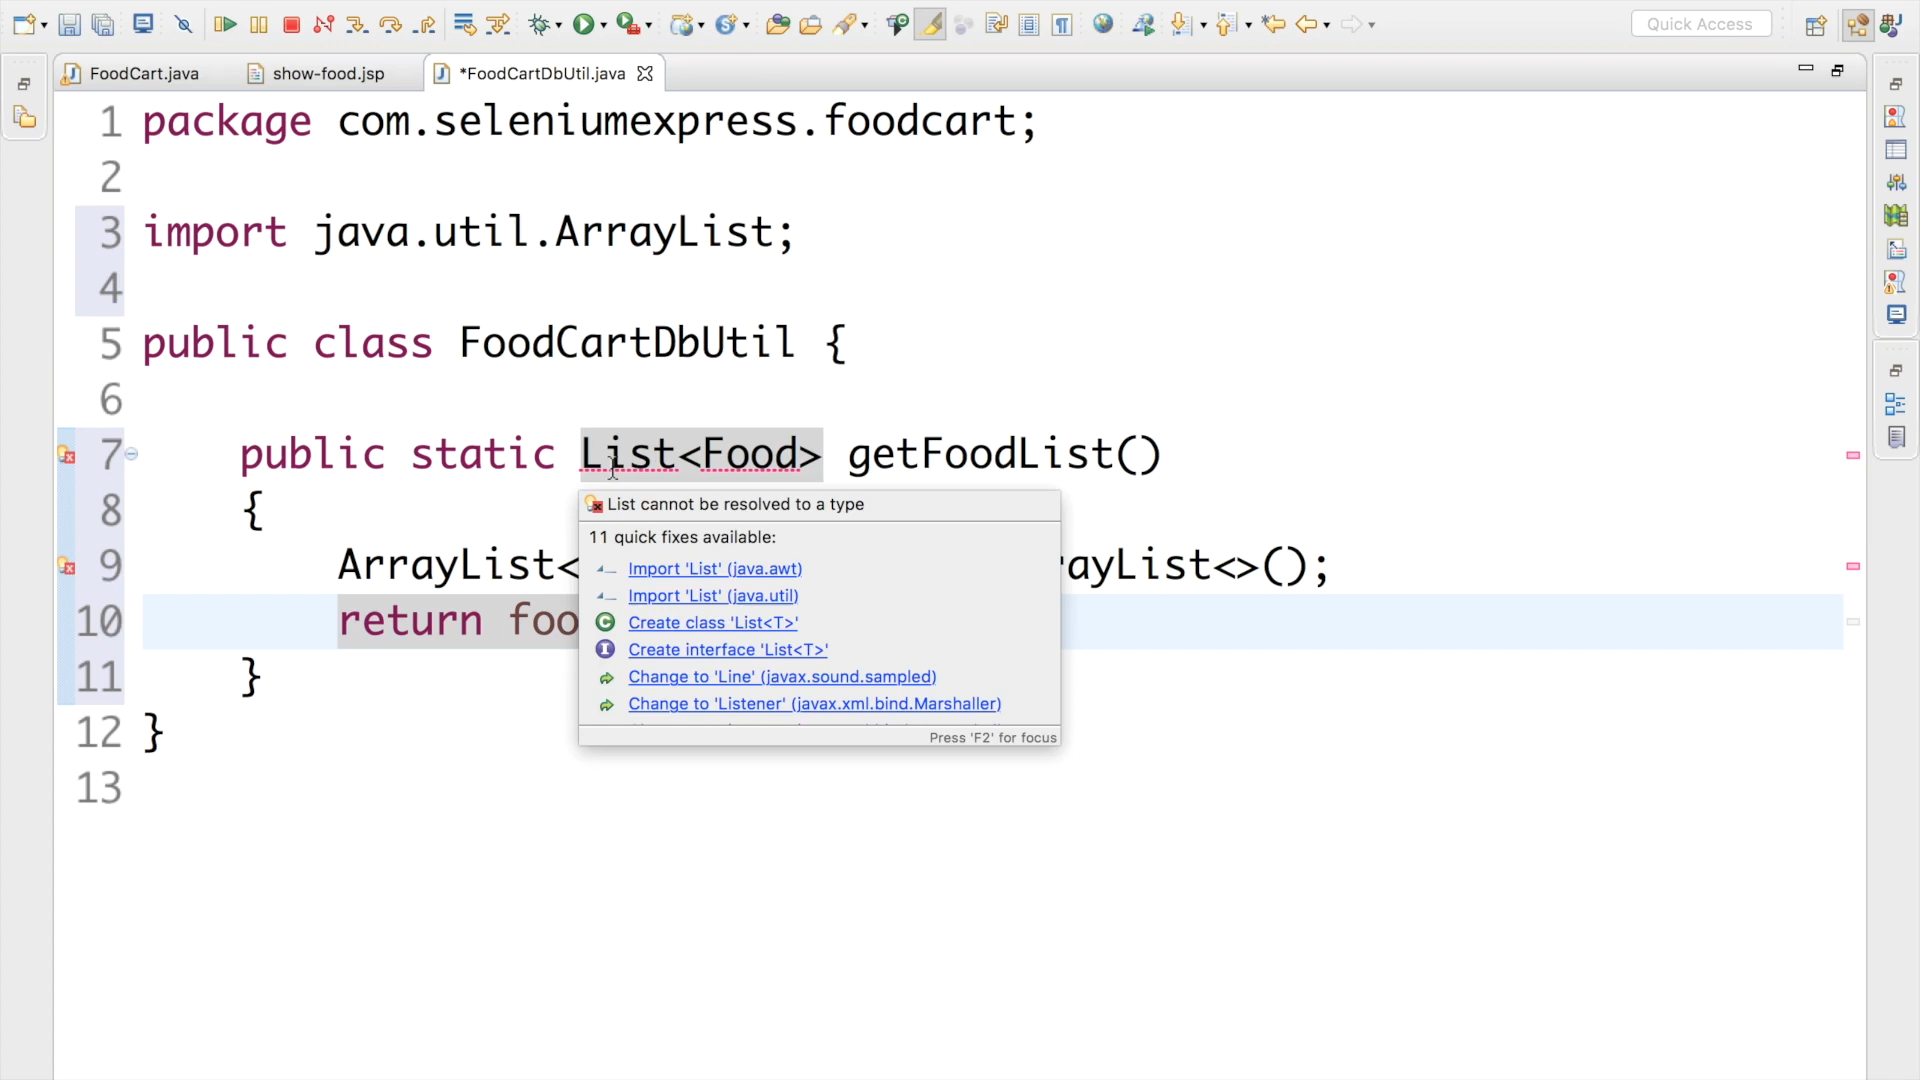 Quick Access
FoodCart.java
show-food.jsp
*FoodCartDbUtil.java
1 package com.seleniumexpress.foodcart;
2
3 import java.util.ArrayList;
4
5 public class FoodCartDbUtil {
6
7 public static List<Food> getFoodList()
8 {
9 ArrayList< ayList<>();
10 return foo
11 }
12 }
13
List cannot be resolved to a type
11 quick fixes available:
Import 'List' (java.awt)
Import 'List' (java.util)
Create class 'List<T>'
Create interface 'List<T>'
Change to 'Line' (javax.sound.sampled)
Change to 'Listener' (javax.xml.bind.Marshaller)
Press 'F2' for focus